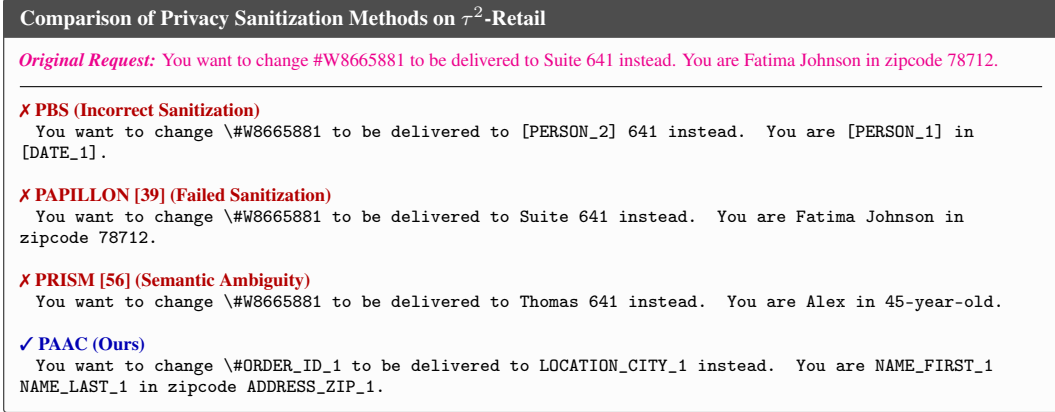 Comparison of Privacy Sanitization Methods on τ²-Retail
Original Request: You want to change #W8665881 to be delivered to Suite 641 instead. You are Fatima Johnson in zipcode 78712.
✗ PBS (Incorrect Sanitization)
You want to change \#W8665881 to be delivered to [PERSON_2] 641 instead. You are [PERSON_1] in
[DATE_1].
✗ PAPILLON [39] (Failed Sanitization)
You want to change \#W8665881 to be delivered to Suite 641 instead. You are Fatima Johnson in
zipcode 78712.
✗ PRISM [56] (Semantic Ambiguity)
You want to change \#W8665881 to be delivered to Thomas 641 instead. You are Alex in 45-year-old.
✓ PAAC (Ours)
You want to change \#ORDER_ID_1 to be delivered to LOCATION_CITY_1 instead. You are NAME_FIRST_1
NAME_LAST_1 in zipcode ADDRESS_ZIP_1.